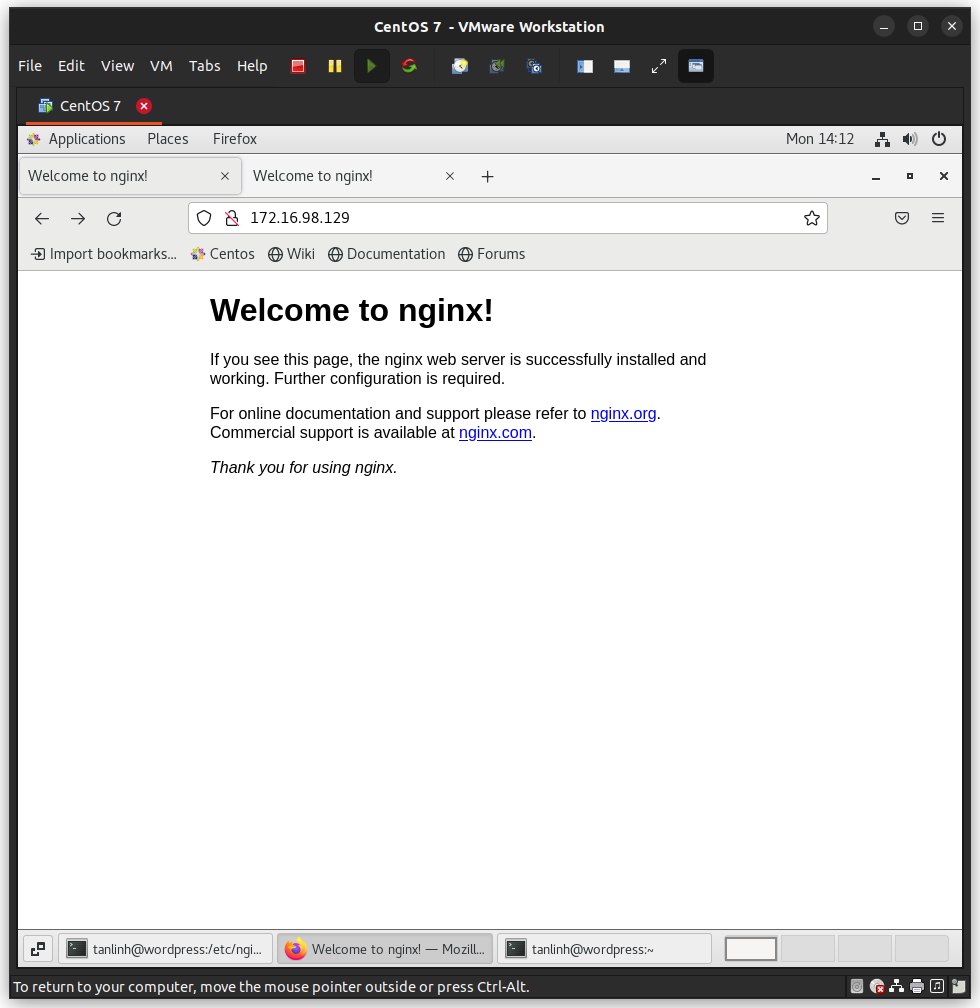 CentOS 7 - VMware Workstation
File Edit View VM Tabs Help
CentOS 7
Applications Places Firefox Mon 14:12
Welcome to nginx! Welcome to nginx!
172.16.98.129
Import bookmarks... Centos Wiki Documentation Forums
Welcome to nginx!
If you see this page, the nginx web server is successfully installed and
working. Further configuration is required.
For online documentation and support please refer to nginx.org.
Commercial support is available at nginx.com.
Thank you for using nginx.
tanlinh@wordpress:/etc/ngi... Welcome to nginx! — Mozill... tanlinh@wordpress:~
To return to your computer, move the mouse pointer outside or press Ctrl-Alt.